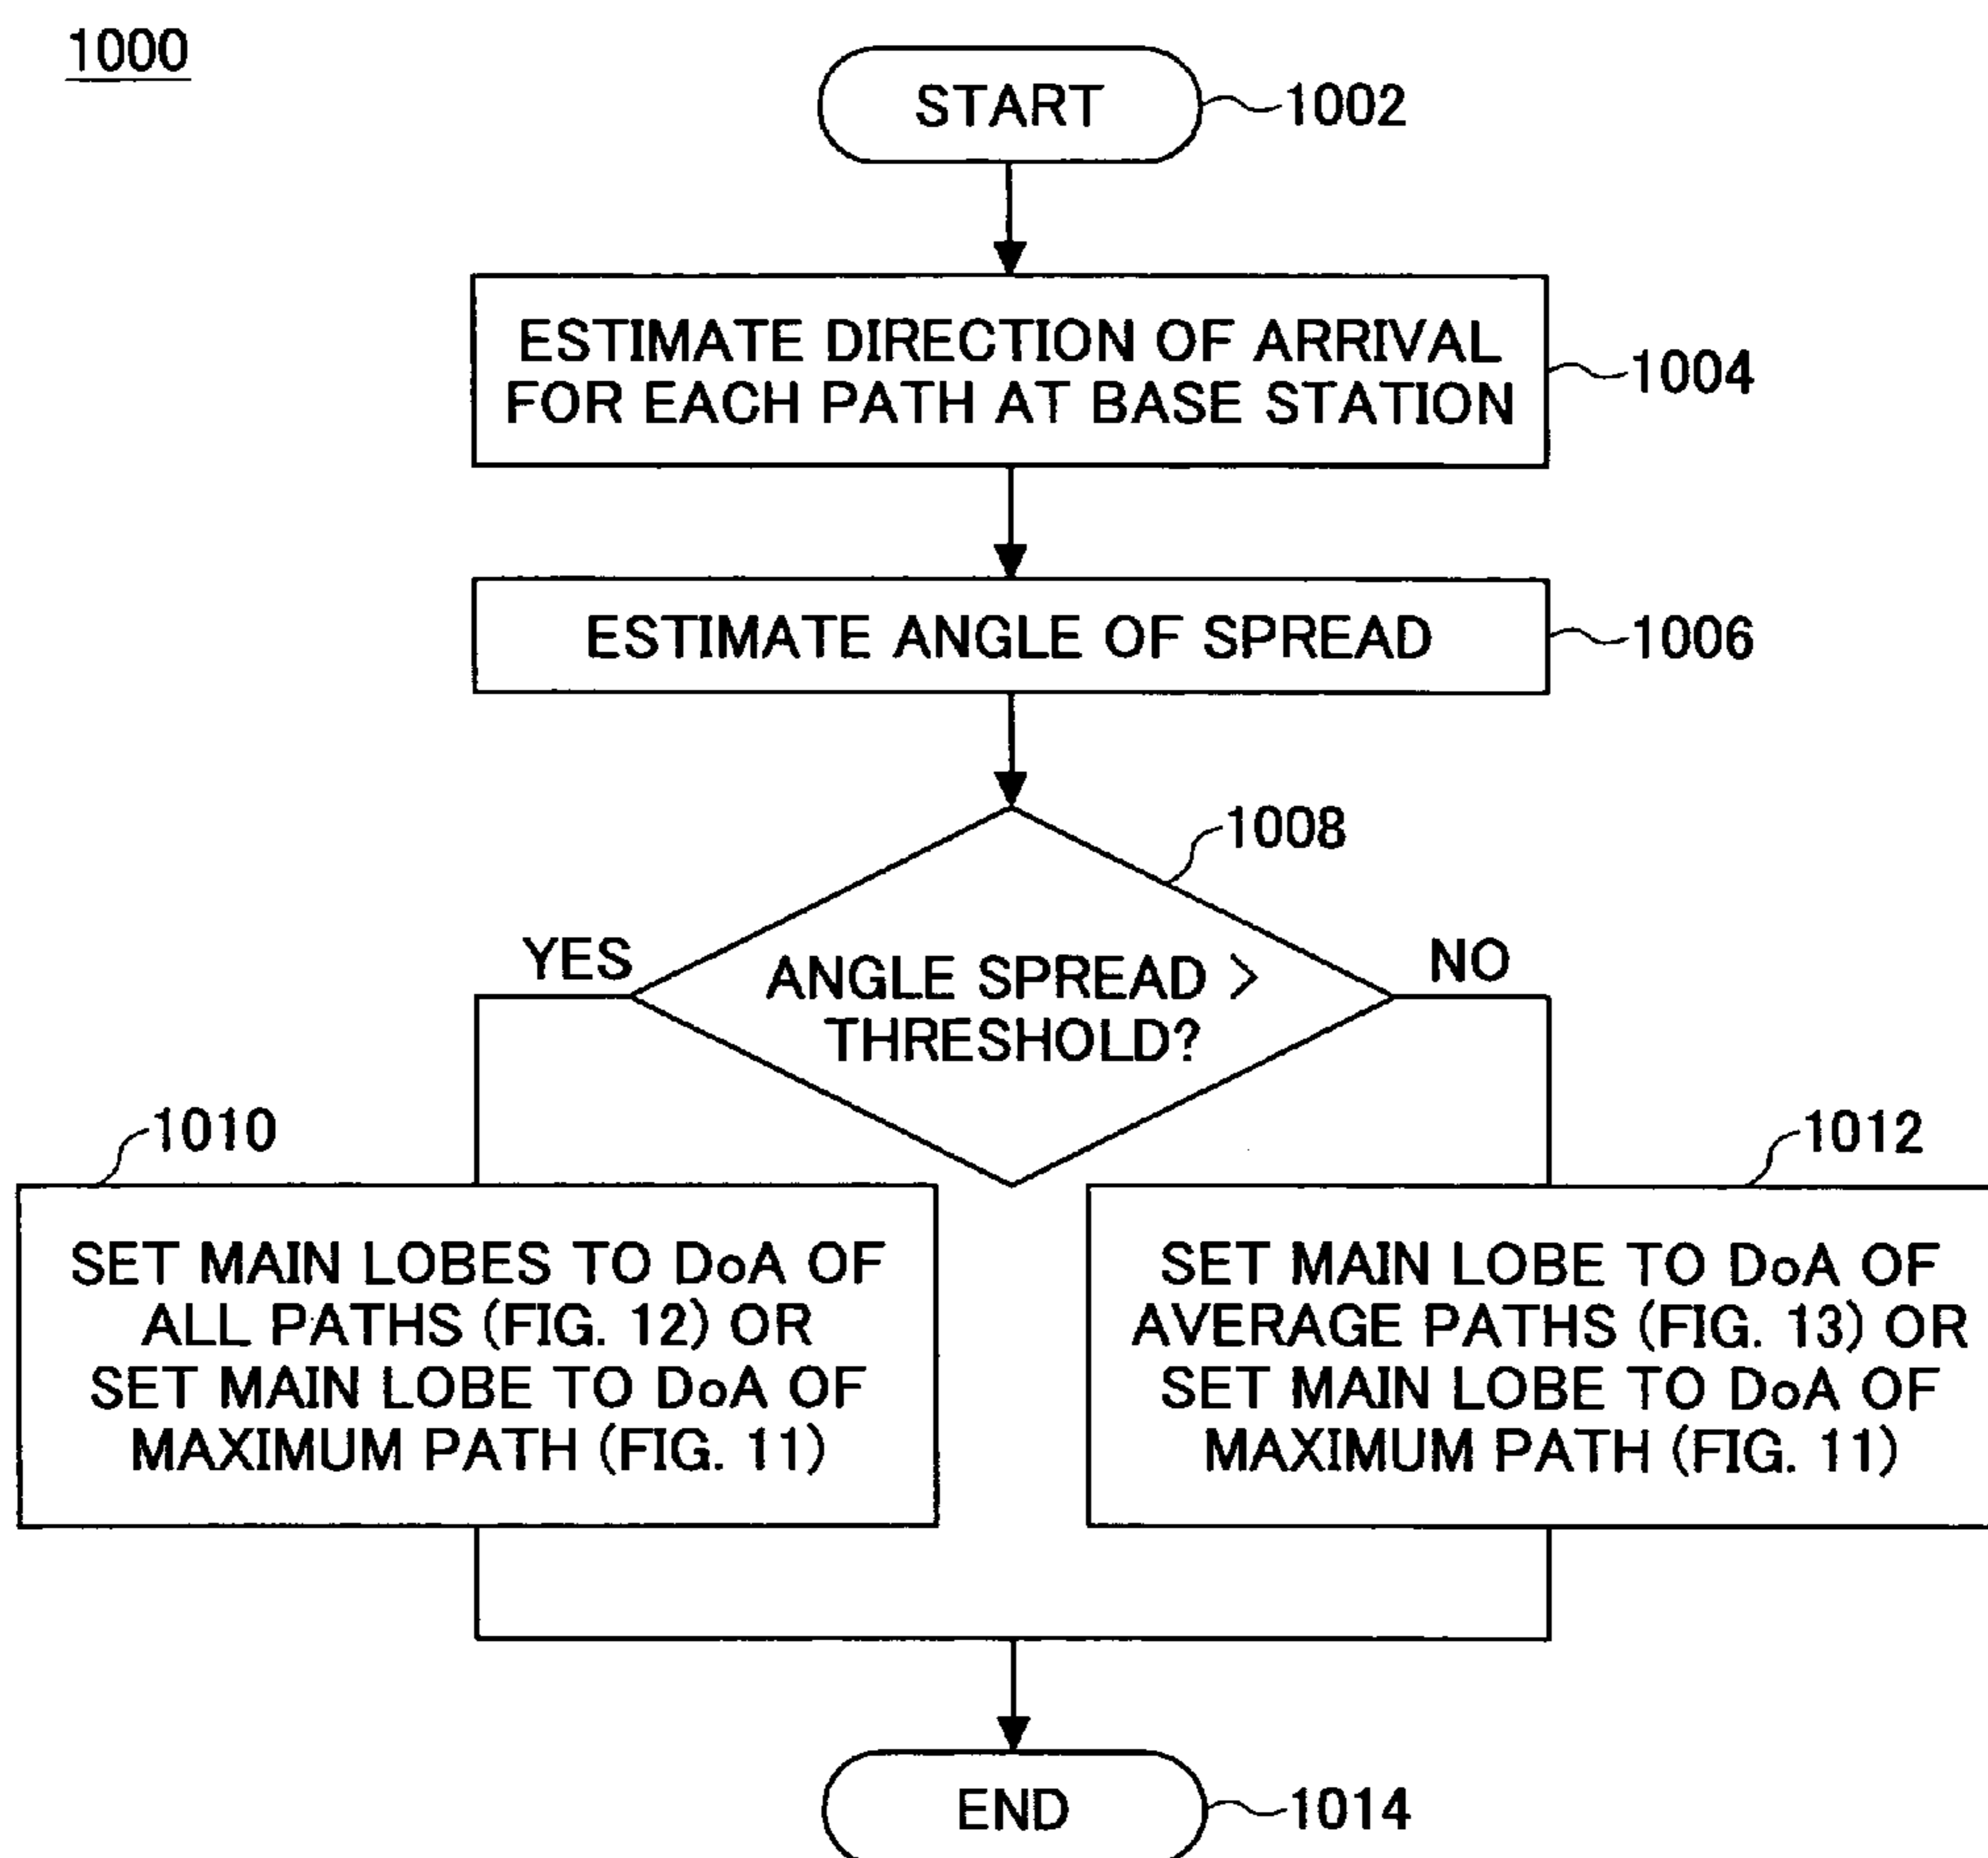 1000
START
1002
ESTIMATE DIRECTION OF ARRIVAL
FOR EACH PATH AT BASE STATION
1004
ESTIMATE ANGLE OF SPREAD
1006
1008
YES
ANGLE SPREAD >
THRESHOLD?
NO
1010
SET MAIN LOBES TO DoA OF
ALL PATHS (FIG. 12) OR
SET MAIN LOBE TO DoA OF
MAXIMUM PATH (FIG. 11)
1012
SET MAIN LOBE TO DoA OF
AVERAGE PATHS (FIG. 13) OR
SET MAIN LOBE TO DoA OF
MAXIMUM PATH (FIG. 11)
END
1014